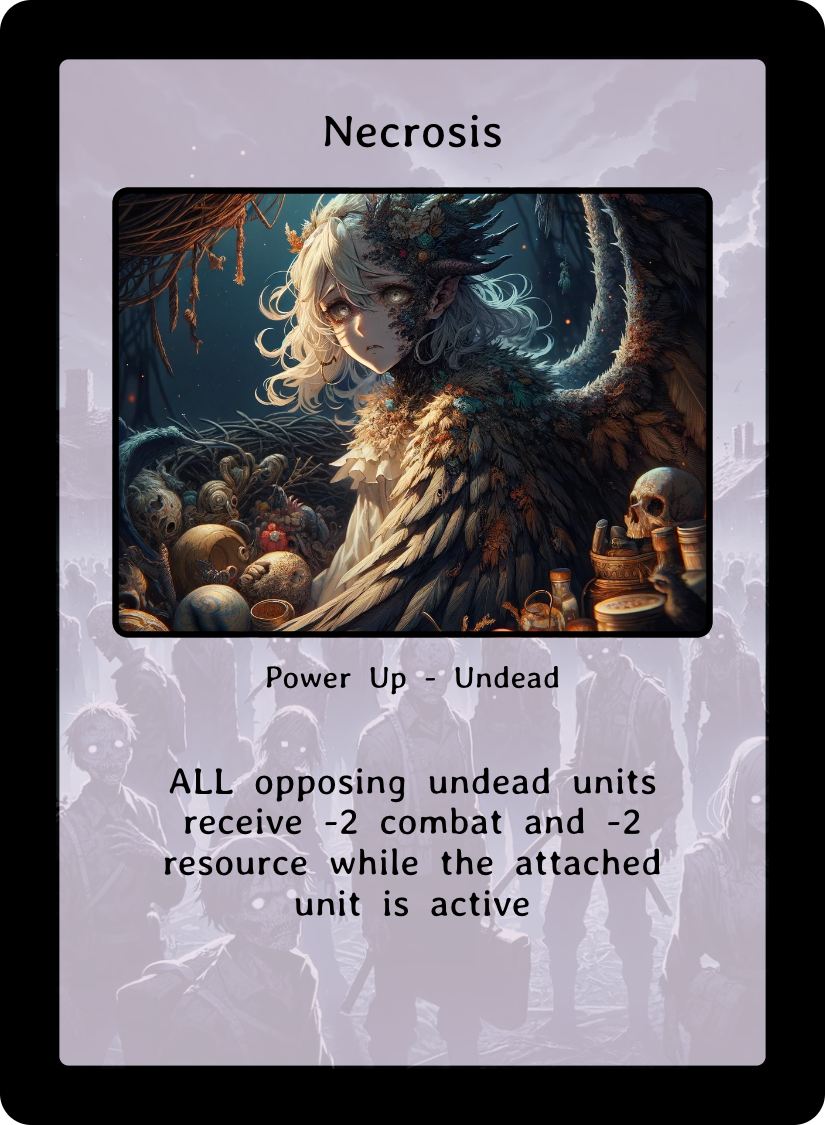 Necrosis
Power Up - Undead
ALL opposing undead units
receive -2 combat and -2
resource while the attached
unit is active